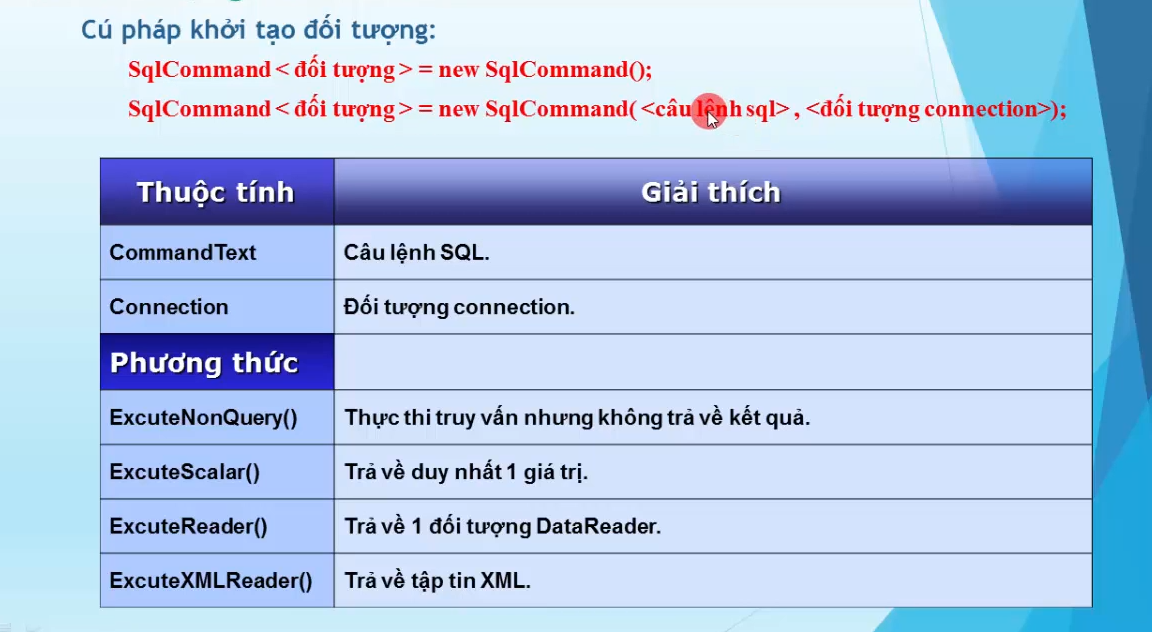 Cú pháp khởi tạo đối tượng:
SqlCommand < đối tượng > = new SqlCommand();
SqlCommand < đối tượng > = new SqlCommand( <câu lệnh sql> , <đối tượng connection>);
Thuộc tính Giải thích
CommandText Câu lệnh SQL.
Connection Đối tượng connection.
Phương thức
ExcuteNonQuery() Thực thi truy vấn nhưng không trả về kết quả.
ExcuteScalar() Trả về duy nhất 1 giá trị.
ExcuteReader() Trả về 1 đối tượng DataReader.
ExcuteXMLReader() Trả về tập tin XML.